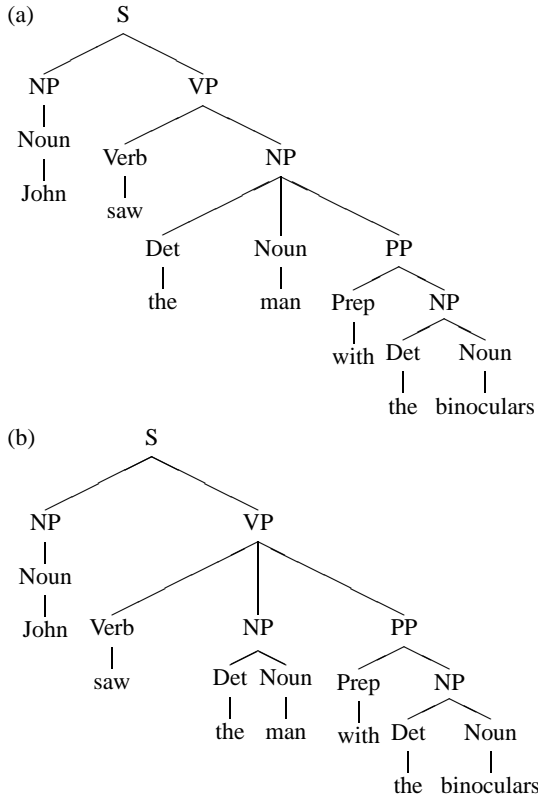 (a) S
NP VP
Noun Verb NP
John saw
Det Noun PP
the man Prep NP
with Det Noun
the binoculars
(b) S
NP VP
Noun
John Verb NP PP
saw Det Noun Prep NP
the man with Det Noun
the binoculars